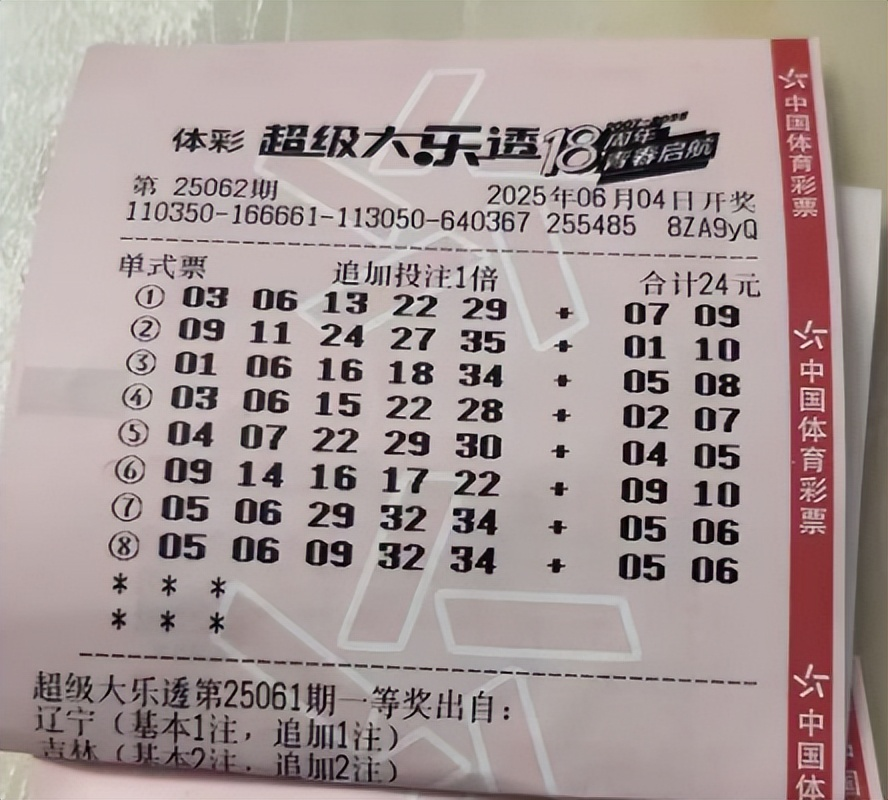 体彩 超级大乐透 18 周年 青春启航
第 25062期 2025年06月04日开奖
110350-166661-113050-640367 255485 8ZA9yQ
单式票 追加投注1倍 合计24元
① 03 06 13 22 29 + 07 09
② 09 11 24 27 35 + 01 10
③ 01 06 16 18 34 + 05 08
④ 03 06 15 22 28 + 02 07
⑤ 04 07 22 29 30 + 04 05
⑥ 09 14 16 17 22 + 09 10
⑦ 05 06 29 32 34 + 05 06
⑧ 05 06 09 32 34 + 05 06
* * *
* * *
超级大乐透第25061期一等奖出自:
辽宁(基本1注,追加1注)
吉林(基本2注,追加2注)
中国体育彩票
中国体育彩票
中国体